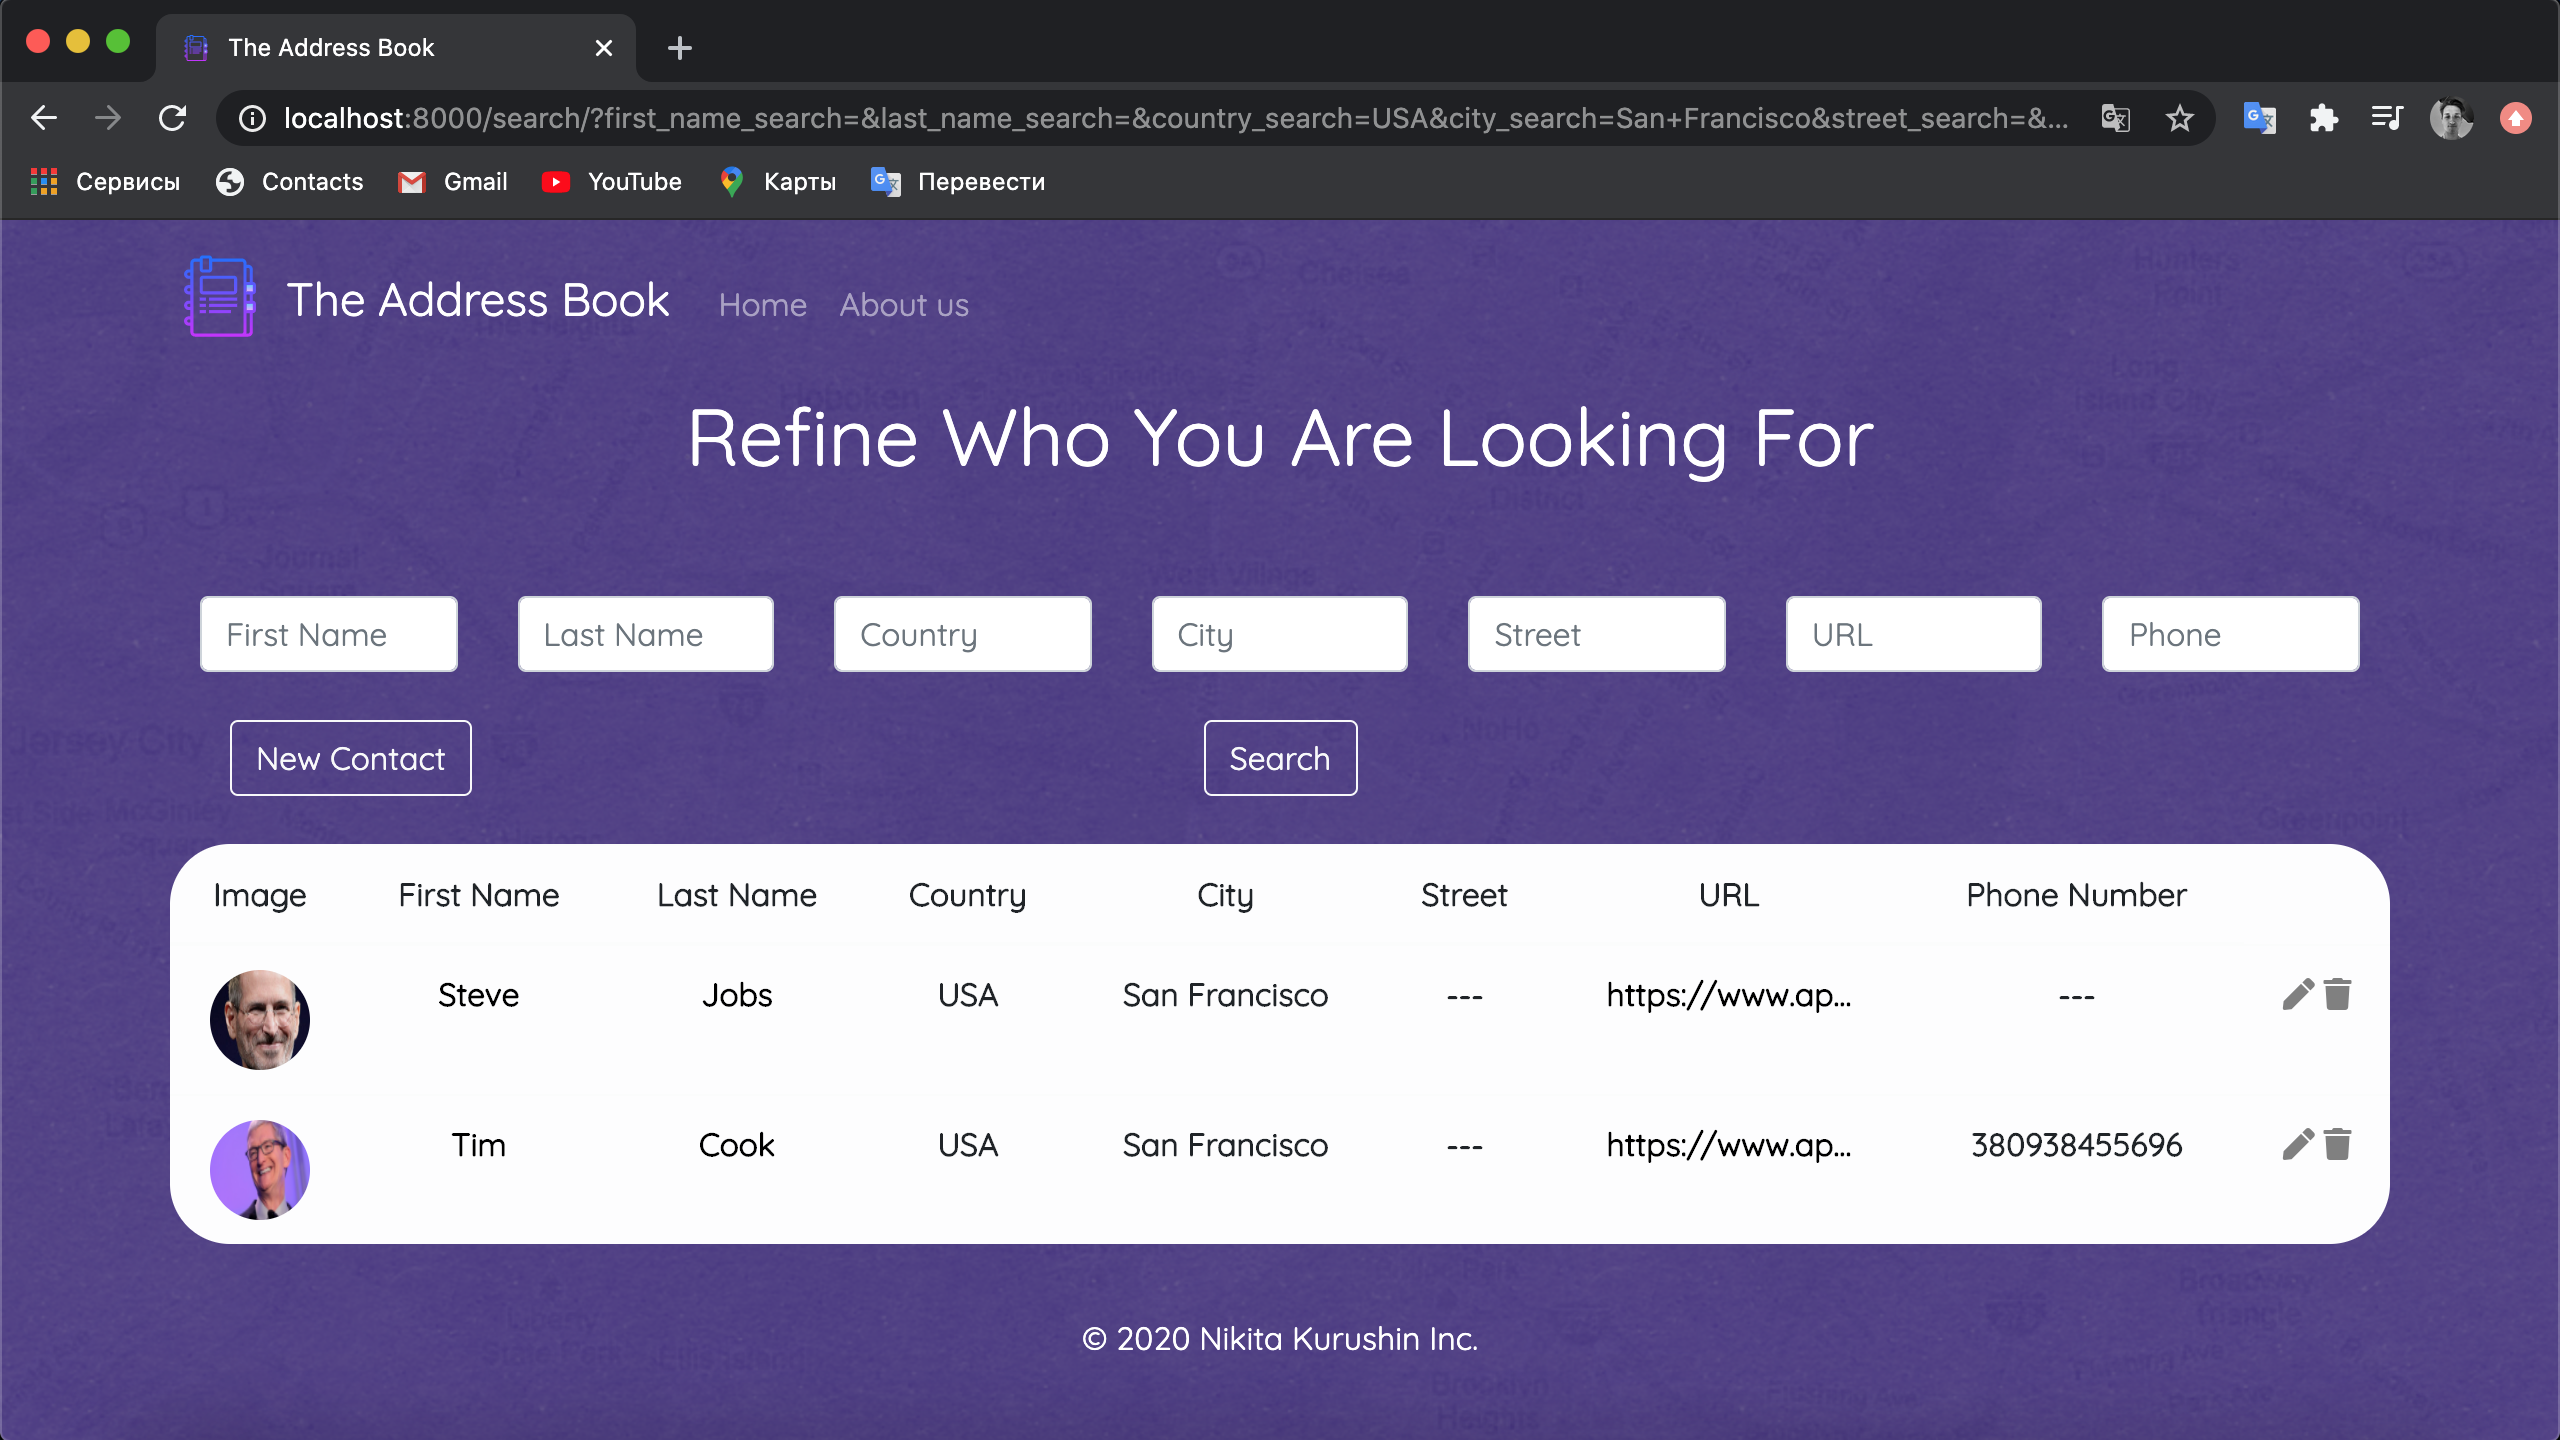 The Address Book
localhost:8000/search/?first_name_search=&last_name_search=&country_search=USA&city_search=San+Francisco&street_search=&...
Сервисы Contacts Gmail YouTube Карты Перевести
The Address Book Home About us
Refine Who You Are Looking For
First Name Last Name Country City Street URL Phone
New Contact Search
Image First Name Last Name Country City Street URL Phone Number
Steve Jobs USA San Francisco --- https://www.ap... ---
Tim Cook USA San Francisco --- https://www.ap... 380938455696
© 2020 Nikita Kurushin Inc.